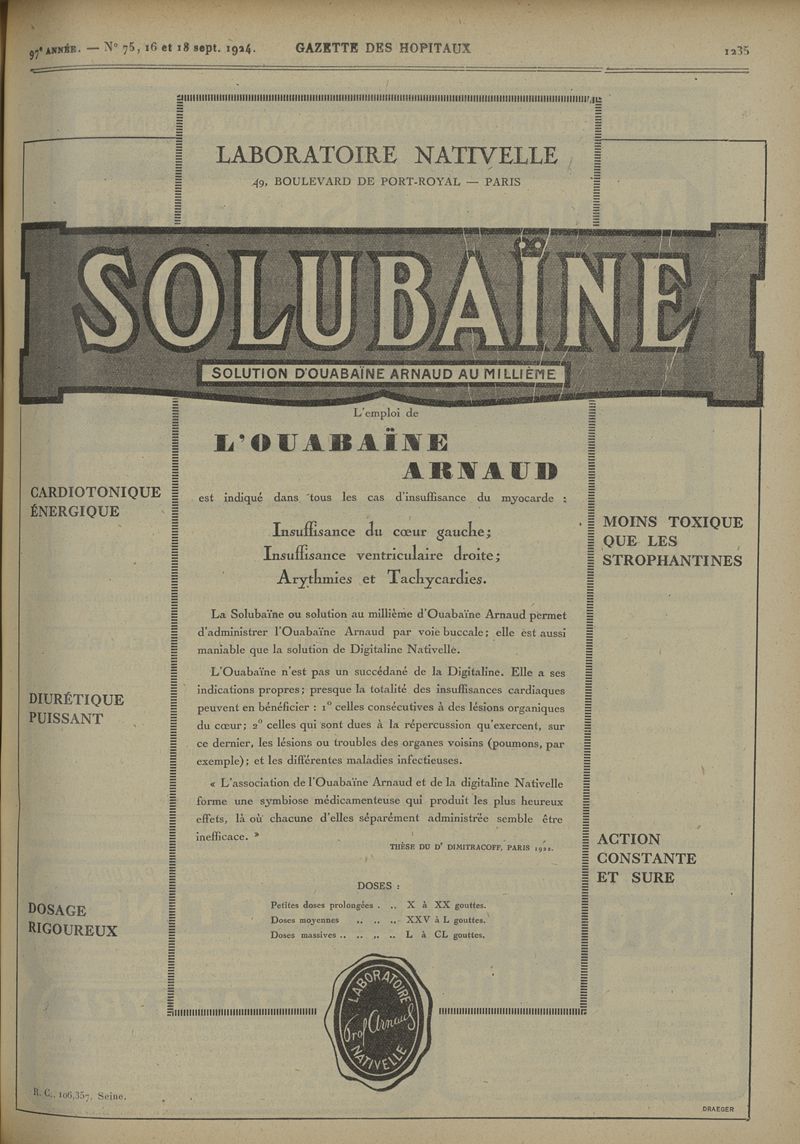 97e ANNÉE. — N° 75, 16 et 18 sept. 1924. GAZETTE DES HOPITAUX 1235
LABORATOIRE NATIVELLE
49, BOULEVARD DE PORT-ROYAL — PARIS
SOLUBAÏNE
SOLUTION D'OUABAÏNE ARNAUD AU MILLIÈME
L'emploi de
L'OUABAÏNE
ARNAUD
est indiqué dans tous les cas d'insuffisance du myocarde :
Insuffisance du cœur gauche;
Insuffisance ventriculaire droite;
Arythmies et Tachycardies.
La Solubaïne ou solution au millième d'Ouabaïne Arnaud permet
d'administrer l'Ouabaïne Arnaud par voie buccale; elle est aussi
maniable que la solution de Digitaline Nativelle.
L'Ouabaïne n'est pas un succédané de la Digitaline. Elle a ses
indications propres; presque la totalité des insuffisances cardiaques
peuvent en bénéficier : 1° celles consécutives à des lésions organiques
du cœur; 2° celles qui sont dues à la répercussion qu'exercent, sur
ce dernier, les lésions ou troubles des organes voisins (poumons, par
exemple); et les différentes maladies infectieuses.
« L'association de l'Ouabaïne Arnaud et de la digitaline Nativelle
forme une symbiose médicamenteuse qui produit les plus heureux
effets, là où chacune d'elles séparément administrée semble être
inefficace. »
THÈSE DU Dr DIMITRACOFF, PARIS 1922.
DOSES :
Petites doses prolongées . .. X à XX gouttes.
Doses moyennes .. .. .. XXV à L gouttes.
Doses massives .. .. .. .. L à CL gouttes.
CARDIOTONIQUE
ÉNERGIQUE
DIURÉTIQUE
PUISSANT
DOSAGE
RIGOUREUX
MOINS TOXIQUE
QUE LES
STROPHANTINES
ACTION
CONSTANTE
ET SURE
LABORATOIRE
Prof Arnaud
NATIVELLE
R. C., 106,357, Seine.
DRAEGER